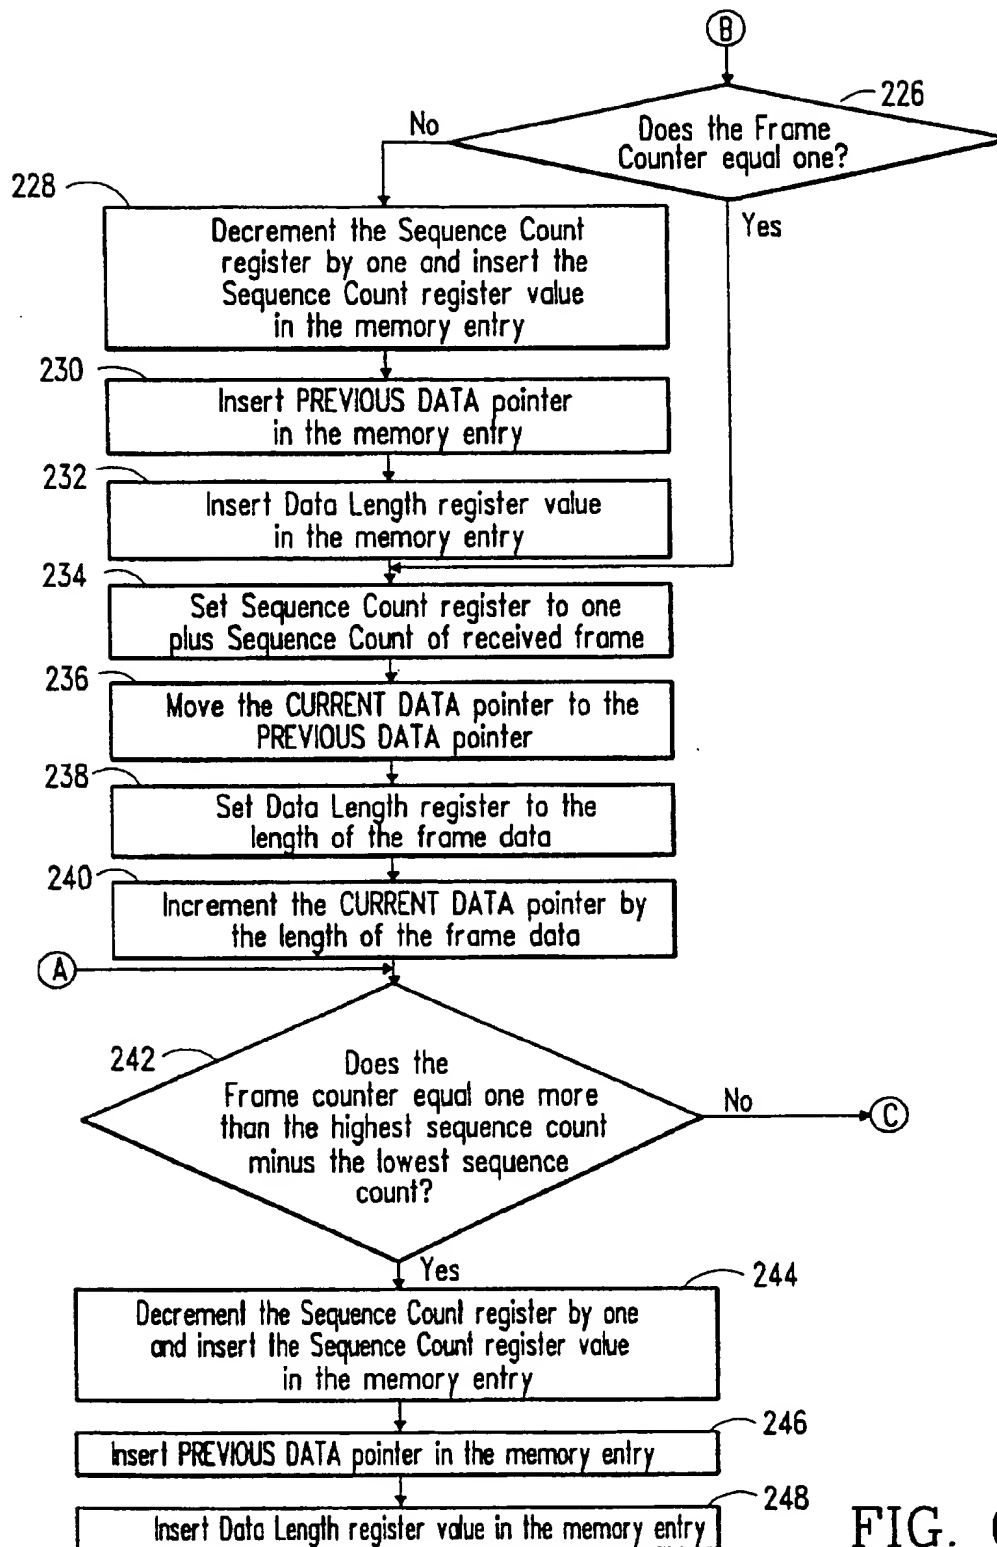 B
226
Does the Frame
Counter equal one?
No
Yes
228
Decrement the Sequence Count
register by one and insert the
Sequence Count register value
in the memory entry
230
Insert PREVIOUS DATA pointer
in the memory entry
232
Insert Data Length register value
in the memory entry
234
Set Sequence Count register to one
plus Sequence Count of received frame
236
Move the CURRENT DATA pointer to the
PREVIOUS DATA pointer
238
Set Data Length register to the
length of the frame data
240
Increment the CURRENT DATA pointer by
the length of the frame data
A
242
Does the
Frame counter equal one more
than the highest sequence count
minus the lowest sequence
count?
No
C
Yes
244
Decrement the Sequence Count register by one
and insert the Sequence Count register value
in the memory entry
246
Insert PREVIOUS DATA pointer in the memory entry
248
Insert Data Length register value in the memory entry
FIG.